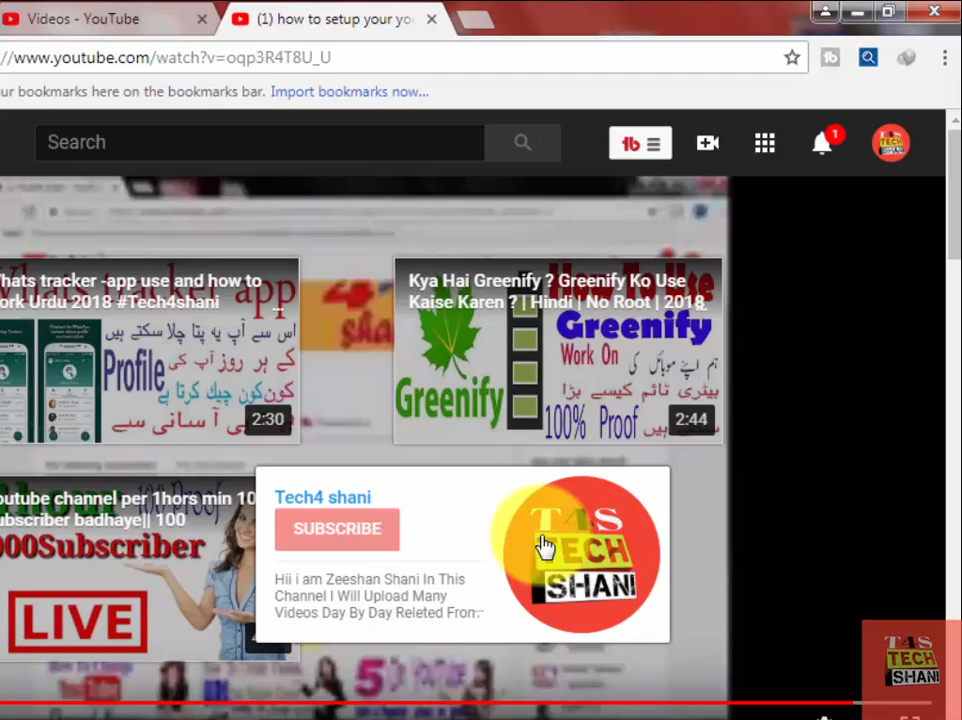 Videos - YouTube
(1) how to setup your yo
//www.youtube.com/watch?v=oqp3R4T8U_U
ur bookmarks here on the bookmarks bar. Import bookmarks now...
Search
1
T4S
TECH
hats tracker -app use and how to
ork Urdu 2018 #Tech4shani
اس سے آپ یہ پتا چلا سکتے ہیں
Profile
کے ہر روز آپ کی
کون کون چیک کرتا ہے
آسانی سے
2:30
Kya Hai Greenify ? Greenify Ko Use
Kaise Karen ? | Hindi | No Root | 2018..
Greenify
Work On
ہم اپنے موبائل کی
بیٹری ٹائم کیسے بڑا
100% Proof
ہیں
Greenify
2:44
outube channel per 1hors min 10
ubscriber badhaye|| 100
000Subscriber
LIVE
Tech4 shani
SUBSCRIBE
Hii i am Zeeshan Shani In This
Channel I Will Upload Many
Videos Day By Day Releted From...
T4S
TECH
SHANI
T4S
TECH
SHANI